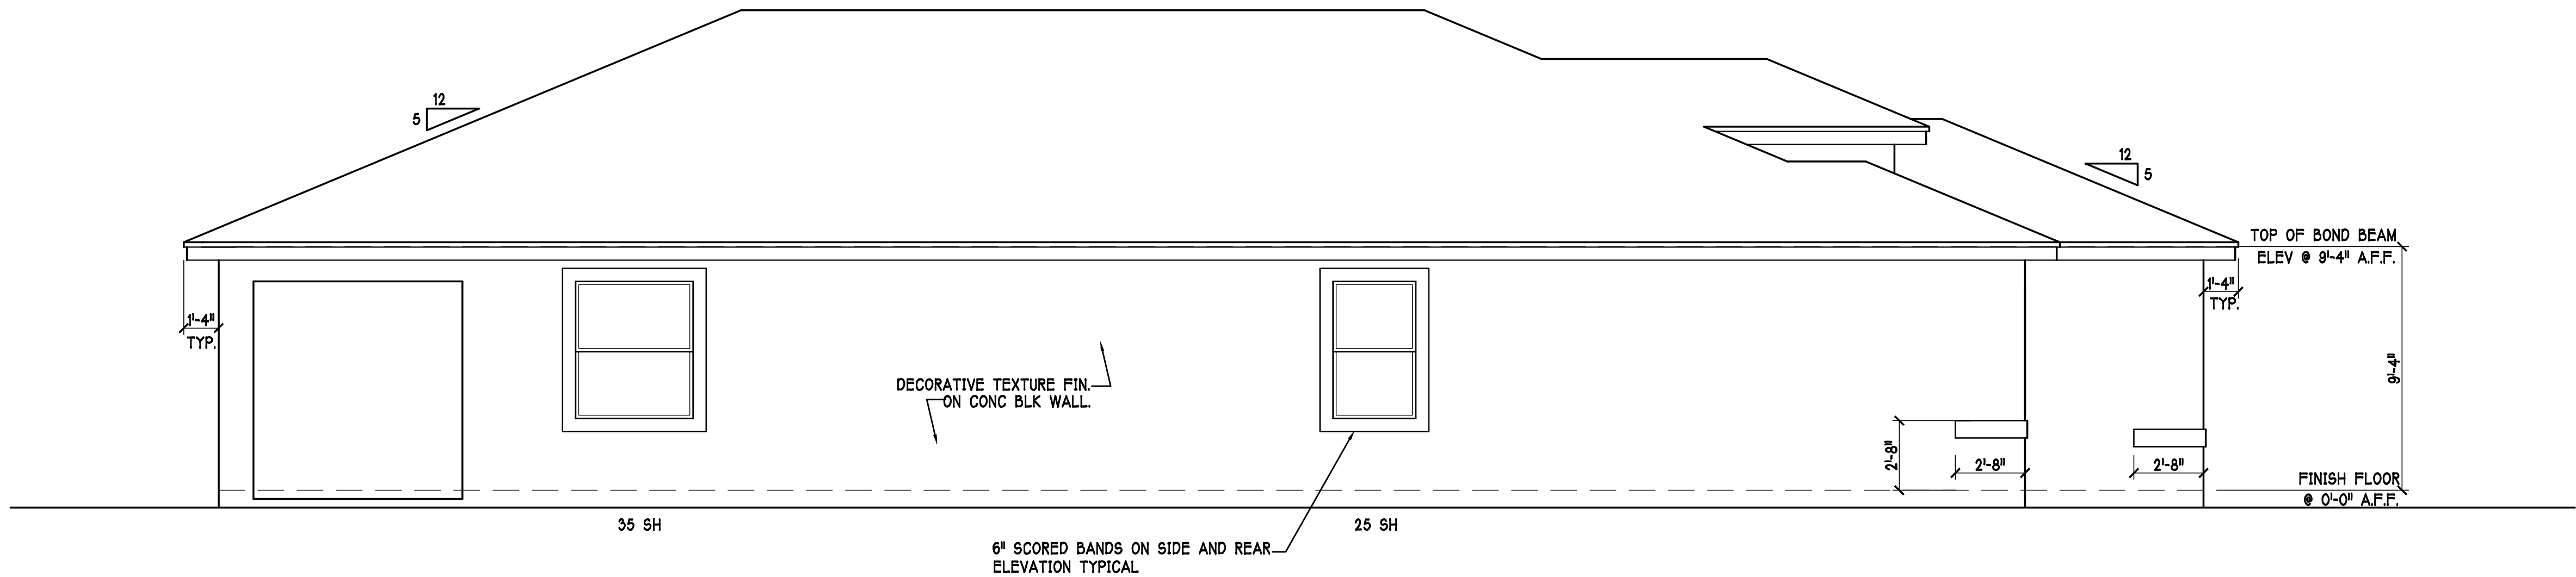 12
5
12
5
TOP OF BOND BEAM
ELEV @ 9'-4" A.F.F.
1'-4"
TYP.
1'-4"
TYP.
9'-4"
DECORATIVE TEXTURE FIN.
ON CONC BLK WALL.
2'-8"
2'-8"
2'-8"
FINISH FLOOR
@ 0'-0" A.F.F.
35 SH
25 SH
6" SCORED BANDS ON SIDE AND REAR
ELEVATION TYPICAL